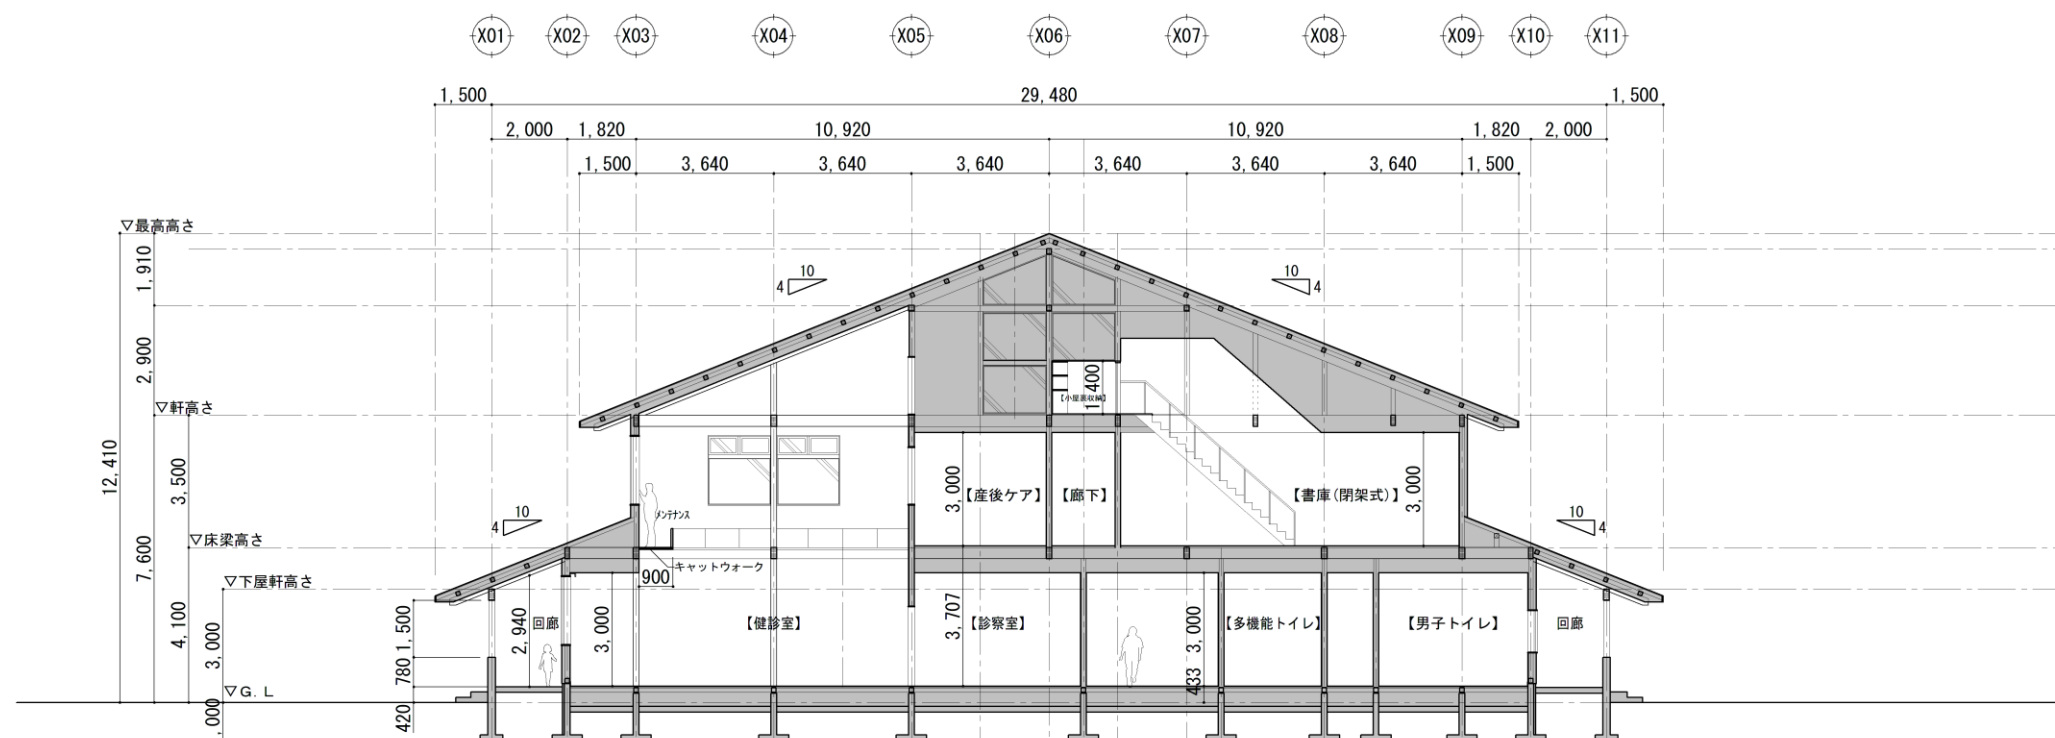 X01 X02 X03 X04 X05 X06 X07 X08 X09 X10 X11
1,500 29,480 1,500
2,000 1,820 10,920 10,920 1,820 2,000
1,500 3,640 3,640 3,640 3,640 3,640 3,640 1,500
▽最高高さ
1,910
10
4
10
4
2,900
▽軒高さ
12,410
3,500
7,600
1,400
【小屋裏収納】
3,000
【産後ケア】
【廊下】
【書庫(閉架式)】
3,000
メンテナンス
10
4
10
4
▽床梁高さ
キャットウォーク
900
▽下屋軒高さ
4,100
3,000
1,500
780
420
2,940
回廊
3,000
【健診室】
3,707
【診察室】
3,000
433
【多機能トイレ】
【男子トイレ】
回廊
▽G.L
,000